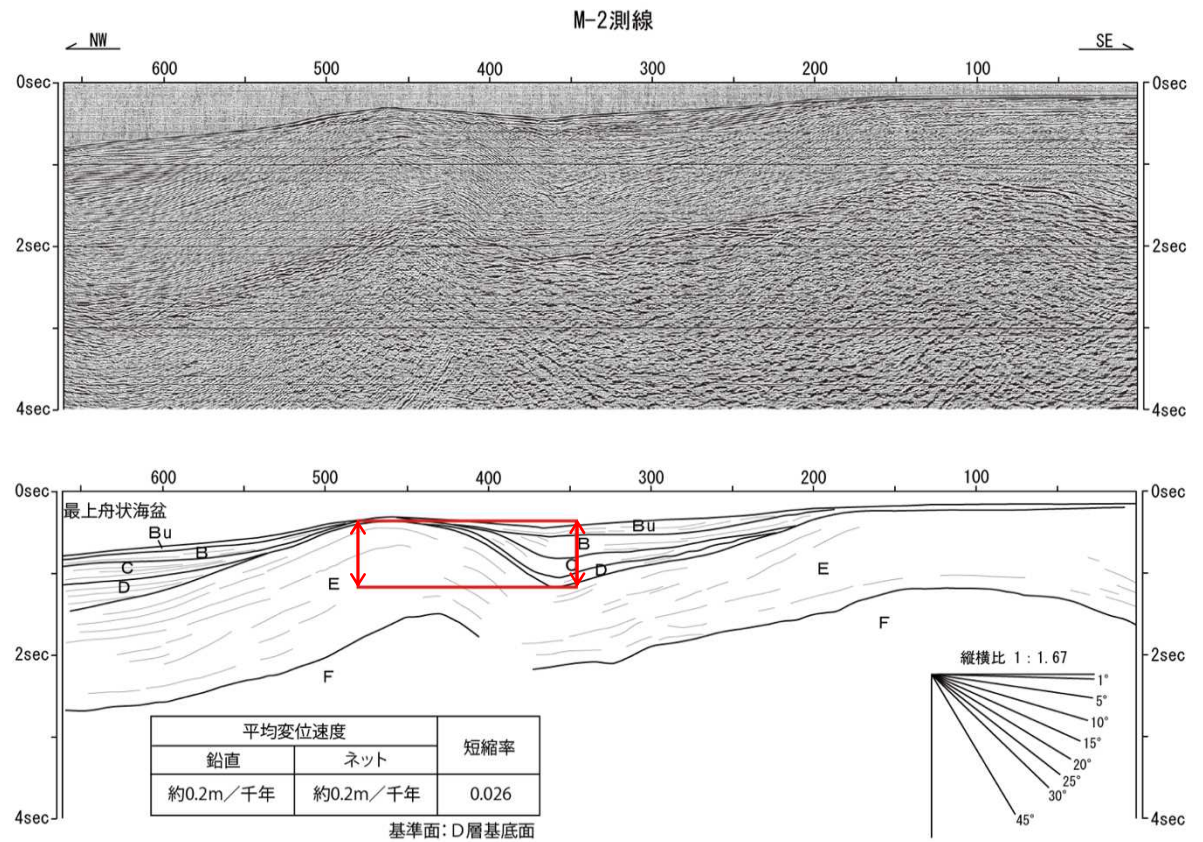 M-2測線
NW
SE
600 500 400 300 200 100
0sec 0sec
2sec 2sec
4sec 4sec
600 500 400 300 200 100
0sec 0sec
最上舟状海盆
Bu
B
C
D
E
F
Bu
B
C
D
E
F
2sec 2sec
縦横比 1:1.67
1°
5°
10°
15°
20°
25°
30°
45°
平均変位速度 短縮率
鉛直 ネット
約0.2m/千年 約0.2m/千年 0.026
基準面:D層基底面
4sec 4sec